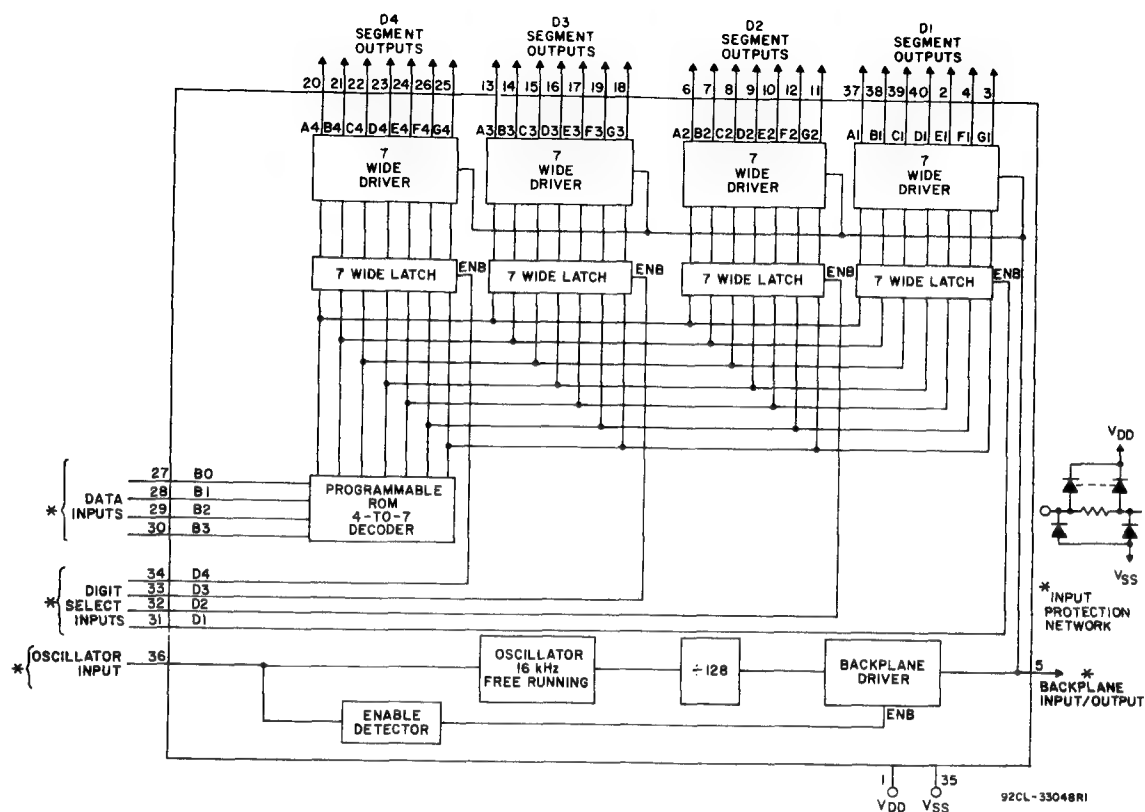 D4 SEGMENT OUTPUTS
D3 SEGMENT OUTPUTS
D2 SEGMENT OUTPUTS
D1 SEGMENT OUTPUTS
20 21 22 23 24 26 25
13 14 15 16 17 19 18
6 7 8 9 10 12 11
37 38 39 40 2 4 3
A4 B4 C4 D4 E4 F4 G4
A3 B3 C3 D3 E3 F3 G3
A2 B2 C2 D2 E2 F2 G2
A1 B1 C1 D1 E1 F1 G1
7 WIDE DRIVER
7 WIDE DRIVER
7 WIDE DRIVER
7 WIDE DRIVER
7 WIDE LATCH ENB
7 WIDE LATCH ENB
7 WIDE LATCH ENB
7 WIDE LATCH ENB
* DATA INPUTS
27 B0
28 B1
29 B2
30 B3
PROGRAMMABLE ROM 4-TO-7 DECODER
* DIGIT SELECT INPUTS
34 D4
33 D3
32 D2
31 D1
* OSCILLATOR INPUT
36
OSCILLATOR 16 kHz FREE RUNNING
÷128
BACKPLANE DRIVER
ENB
ENABLE DETECTOR
5
* BACKPLANE INPUT/OUTPUT
VDD
VSS
* INPUT PROTECTION NETWORK
1
VDD
35
VSS
92CL-33048R1